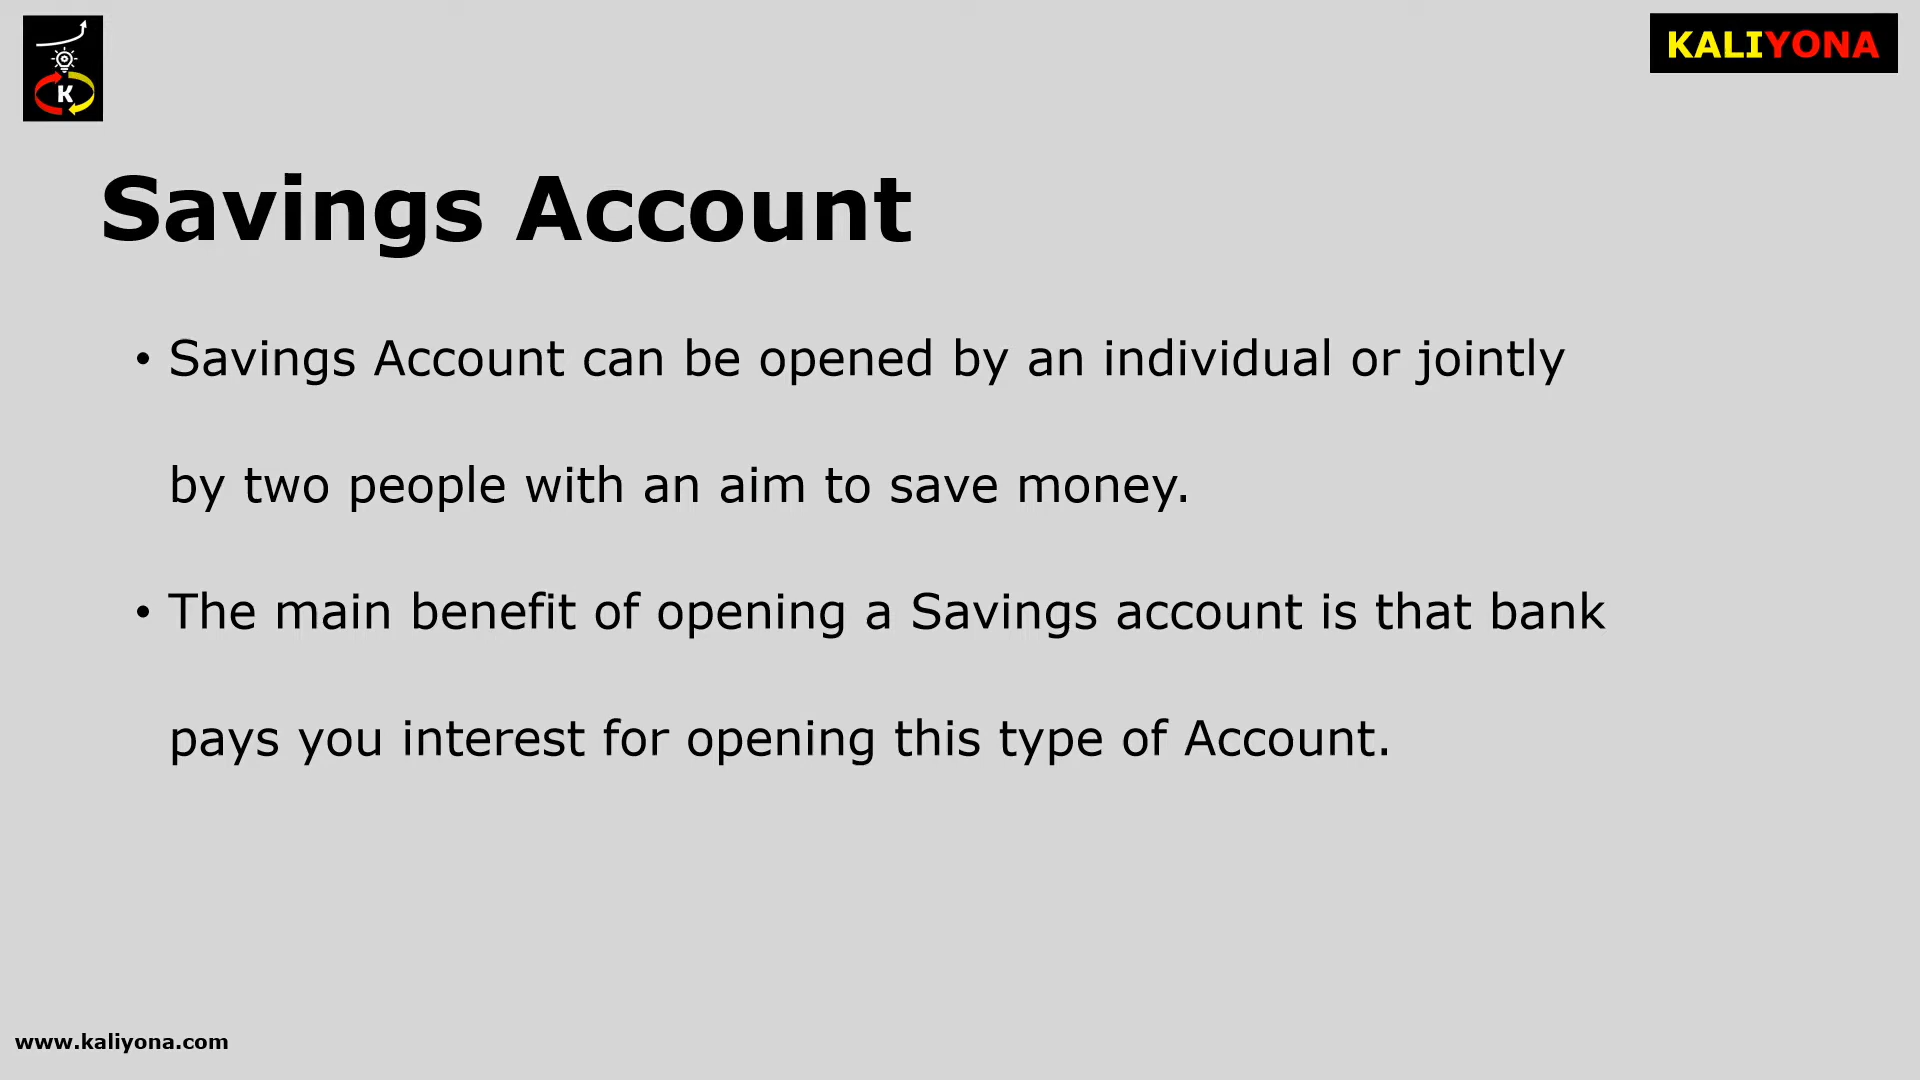 K
KALIYONA
Savings Account
• Savings Account can be opened by an individual or jointly
by two people with an aim to save money.
• The main benefit of opening a Savings account is that bank
pays you interest for opening this type of Account.
www.kaliyona.com